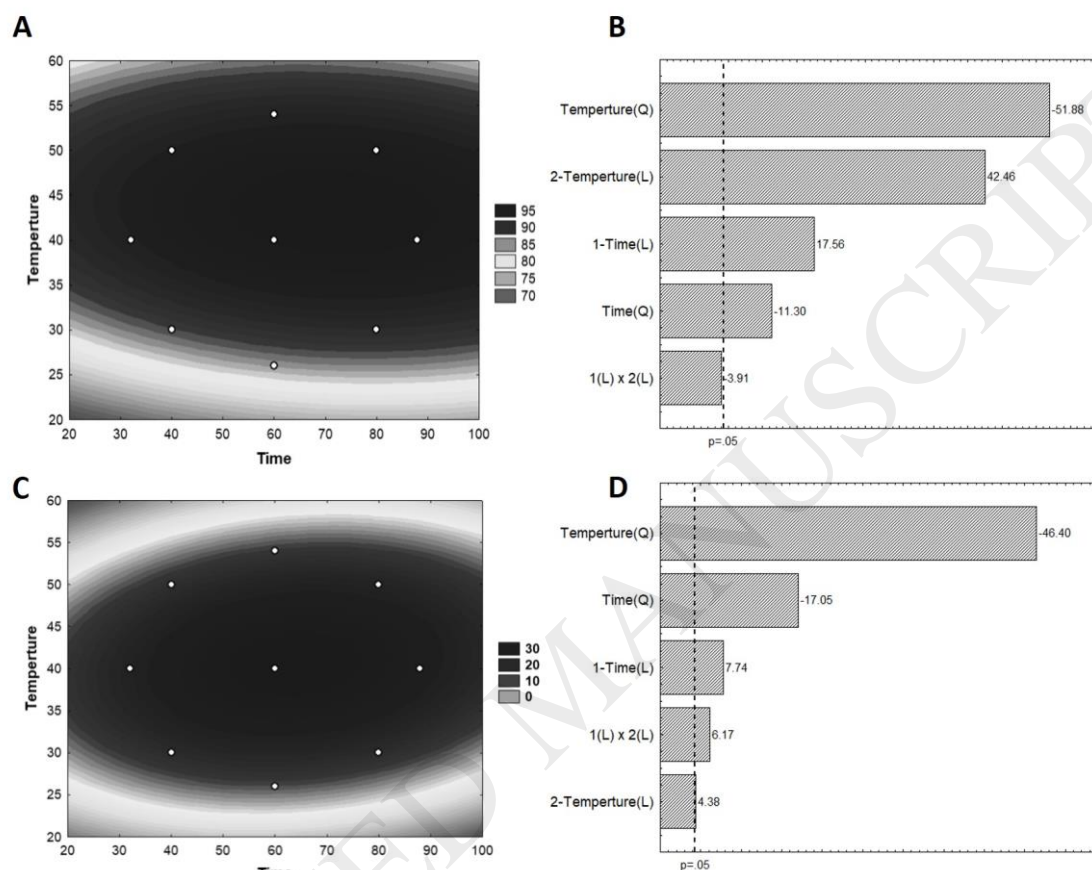 A
60
55
50
45
40
35
30
25
20
Temperture
20 30 40 50 60 70 80 90 100
Time
95
90
85
80
75
70
B
Temperture(Q)
-51.88
2-Temperture(L)
42.46
1-Time(L)
17.56
Time(Q)
-11.30
1(L) x 2(L)
-3.91
p=.05
C
60
55
50
45
40
35
30
25
20
Temperture
20 30 40 50 60 70 80 90 100
30
20
10
0
D
Temperture(Q)
-46.40
Time(Q)
-17.05
1-Time(L)
7.74
1(L) x 2(L)
6.17
2-Temperture(L)
4.38
p=.05
ED MANUSCRIPT